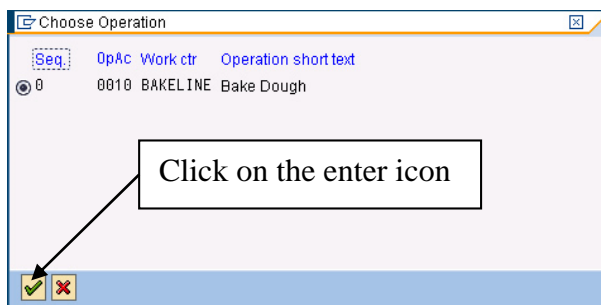 Choose Operation
Seq. OpAc Work ctr Operation short text
0 0010 BAKELINE Bake Dough
Click on the enter icon